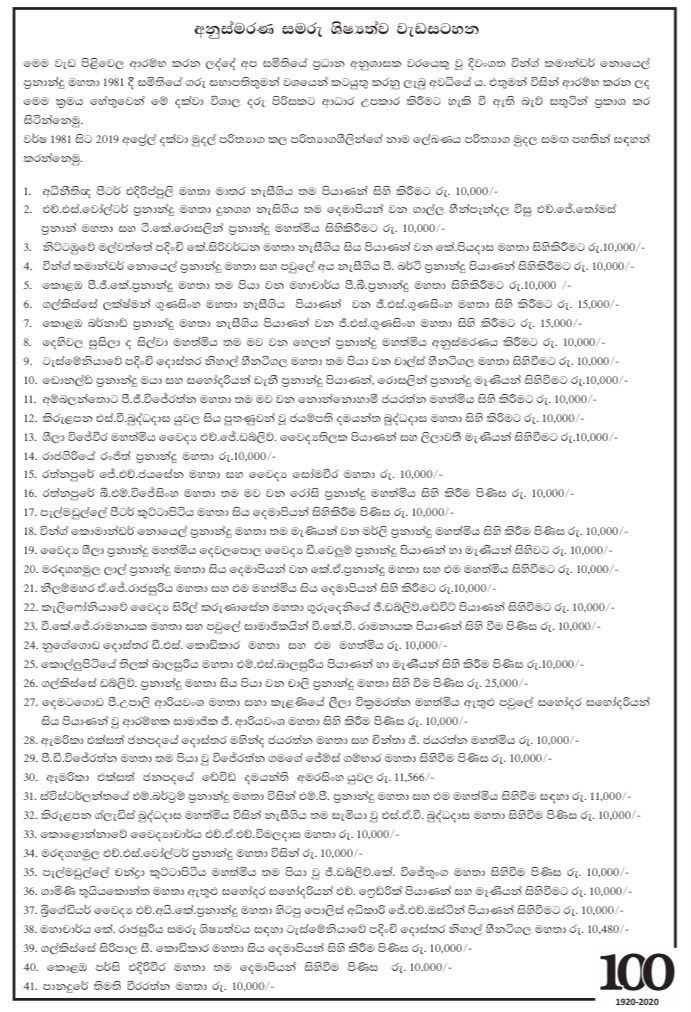 අනුස්මරණ සමරු ශිෂ්‍යත්ව වැඩසටහන
මෙම වැඩ පිළිවෙල ආරම්භ කරන ලද්දේ අප සමිතියේ ප්‍රධාන අනුශාසක වරයෙකු වූ දිවංගත වින්ග් කමාන්ඩර් නොයෙල්
ප්‍රනාන්දු මහතා 1981 දී සමිතියේ ගරු සභාපතිතුමන් වශයෙන් කටයුතු කරනු ලැබු අවධියේ ය. එතුමන් විසින් ආරම්භ කරන ලද
මෙම ක්‍රමය හේතුවෙන් මේ දක්වා විශාල දරු පිරිසකට ආධාර උපකාර කිරීමට හැකි වී ඇති බැව් සතුටින් ප්‍රකාශ කර
සිටින්නෙමු.
වර්ෂ 1981 සිට 2019 අප්‍රේල් දක්වා මුදල් පරිත්‍යාග කල පරිත්‍යාගශීලින්ගේ නාම ලේඛණය පරිත්‍යාග මුදල සමඟ පහතින් සඳහන්
කරන්නෙමු.
1. අධිනීතිඥ පීටර් එදිරිප්පුලි මහතා මාතර නැසීගිය තම පියාණන් සිහි කිරීමට රු. 10,000/-
2. එච්.එස්.වෝල්ටර් ප්‍රනාන්දු මහතා දුනගහ නැසිගිය තම දෙමාපියන් වන ගාල්ල හීන්පැන්දල විසු එච්.ජේ.තෝමස්
ප්‍රනාන් මහතා සහ ටී.කේ.රොසලින් ප්‍රනාන්දු මහත්මිය සිහිකිරීමට රු. 10,000/-
3. නිට්ටඹුවේ මල්වත්තේ පදිංචි කේ.සිරිවර්ධන මහතා නැසීගිය සිය පියාණන් වන කේ.පියදාස මහතා සිහිකිරීමට රු.10,000/-
4. වින්ග් කමාන්ඩර් නොයෙල් ප්‍රනාන්දු මහතා සහ පවුලේ අය නැසීගිය පී. බර්ටි ප්‍රනාන්දු පියාණන් සිහිකිරීමට රු. 10,000/-
5. කොළඹ පී.ජී.කේ.ප්‍රනාන්දු මහතා තම පියා වන මහාචාර්ය පී.බී.ප්‍රනාන්දු මහතා සිහිකිරීමට රු.10,000 /-
6. ගල්කිස්සේ ලක්ෂ්මන් ගුණසිංහ මහතා නැසීගිය පියාණන් වන ජී.එස්.ගුණසිංහ මහතා සිහි කිරීමට රු. 15,000/-
7. කොළඹ බර්නාඩ් ප්‍රනාන්දු මහතා නැසීගිය පියාණන් වන ජී.එස්.ගුණසිංහ මහතා සිහි කිරීමට රු. 15,000/-
8. දෙහිවල සුසිලා ද සිල්වා මහත්මිය තම මව වන හෙලන් ප්‍රනාන්දු මහත්මිය අනුස්මරණය කිරීමට රු. 10,000/-
9. ටැස්මේනියාවේ පදිංචි දොස්තර නිහාල් හීනටිගල මහතා තම පියා වන චාල්ස් හීනටිගල මහතා සිහිවීමට රු. 10,000/-
10. ඩොනල්ඩ් ප්‍රනාන්දු මයා සහ සහෝදරියන් ඩැනී ප්‍රනාන්දු පියාණන්, රොසලින් ප්‍රනාන්දු මෑණියන් සිහිවීමට රු.10,000/-
11. අම්බලන්තොට පී.ජී.විජේරත්න මහතා තම මව වන නොන්නොහාමී ජයරත්න මහත්මිය සිහි කිරීමට රු. 10,000/-
12. කිරුළපන එස්.වී.බුද්ධදාස යුවල සිය පුතණුවන් වූ ජයම්පති දමයන්ත බුද්ධදාස මහතා සිහි කිරීමට රු. 10,000/-
13. ශීලා විජේවීර මහත්මිය වෛද්‍ය එච්.ජේ.ඩබ්ලිව්. වෛද්‍යතිලක පියාණන් සහ ලීලාවතී මැණියන් සිහිවීමට රු.10,000/-
14. රාජගිරියේ රංජිත් ප්‍රනාන්දු මහතා රු.10,000/-
15. රත්නපුරේ ජේ.එච්.ජයසේන මහතා සහ වෛද්‍ය සෝමවීර මහතා රු. 10,000/-
16. රත්නපුරේ බී.එම්.විජේසිංහ මහතා තම මව වන රෝසි ප්‍රනාන්දු මහත්මිය සිහි කිරීම පිණිස රු. 10,000/-
17. පැල්මඩුල්ලේ පීටර් කුට්ටාපිටිය මහතා සිය දෙමාපියන් සිහිකිරීම පිණිස රු. 10,000/-
18. වින්ග් කොමාන්ඩර් නොයෙල් ප්‍රනාන්දු මහතා තම මැණියන් වන මර්ලි ප්‍රනාන්දු මහත්මිය සිහි කිරීම පිණිස රු. 10,000/-
19. වෛද්‍ය ශීලා ප්‍රනාන්දු මහත්මිය දෙවලපොල වෛද්‍ය ඩී.වෙලුම් ප්‍රනාන්දු පියාණන් හා මැණියන් සිහිවට රු. 10,000/-
20. මරඳගහමුල ලාල් ප්‍රනාන්දු මහතා සිය දෙමාපියන් වන කේ.ඒ.ප්‍රනාන්දු මහතා සහ එම මහත්මිය සිහිවීමට රු. 10,000/-
21. නීලම්මහර ඒ.ජේ.රාජසුරිය මහතා සහ එම මහත්මිය සිය දෙමාපියන් සිහි කිරීමට රු.10,000/-
22. කැලිෆෝනියාවේ වෛද්‍ය සිරිල් කරුණාසේන මහතා ගුරුදෙනියේ ජී.ඩබ්ලිව්.ඩේවිට් පියාණන් සිහිවීමට රු. 10,000/-
23. වී.කේ.ජේ.රාමනායක මහතා සහ පවුලේ සාමාජිකයින් වී.කේ.වී. රාමනායක පියාණන් සිහි වීම පිණිස රු. 10,000/-
24. නුගේගොඩ දොස්තර ඩී.එස්. කොඩිකාර මහතා සහ එම මහත්මිය රු. 10,000/-
25. කොල්ලුපිටියේ තිලක් බාලසුරිය මහතා එම්.එස්.බාලසුරිය පියාණන් හා මැණියන් සිහි කිරීම පිණිස රු.10,000/-
26. ගල්කිස්සේ ඩබ්ලිව්. ප්‍රනාන්දු මහතා සිය පියා වන චාලි ප්‍රනාන්දු මහතා සිහි වීම පිණිස රු. 25,000/-
27. දෙමටගොඩ පී.උපාලි ආරියවංශ මහතා සහා කැළණියේ ලීලා වික්‍රමරත්න මහත්මිය ඇතුළු පවුලේ සහෝදර සහෝදරියන්
සිය පියාණන් වූ ආරම්භක සාමාජික ජී. ආරියවංශ මහතා සිහි කිරීම පිණිස රු. 10,000/-
28. ඇමරිකා එක්සත් ජනපදයේ දොස්තර මහින්ද ජයරත්න මහතා සහ චින්තා ජී. ජයරත්න මහත්මිය රු. 10,000/-
29. පී.ඩී.විජේරත්න මහතා තම පියා වූ විජේරත්න ගමගේ ජේම්ස් ගම්හාර මහතා සිහිවීම පිණිස රු. 10,000/-
30. ඇමරිකා එක්සත් ජනපදයේ ඩේවිඩ් දමයන්ති අමරසිංහ යුවල රු. 11,566/-
31. ස්විස්ටර්ලන්තයේ එම්.බර්ට්‍රම් ප්‍රනාන්දු මහතා විසින් එම්.පී. ප්‍රනාන්දු මහතා සහ එම මහත්මිය සිහිවීම සඳහා රු. 11,000/-
32. කිරුළපන ග්ලැඩිස් බුද්ධදාස මහත්මිය විසින් නැසීගිය තම සැමියා වු එස්.ඒ.වී. බුද්ධදාස මහතා සිහිවීම පිණිස රු. 10,000/-
33. කොළොන්නාවේ වෛද්‍යාචාර්ය එච්.ඒ.එච්.විමලදාස මහතා රු. 10,000/-
34. මරඳගහමුල එච්.එස්.වෝල්ටර් ප්‍රනාන්දු මහතා විසින් රු. 10,000/-
35. පැල්මඩුල්ලේ චන්ද්‍රා කුට්ටාපිටිය මහත්මිය තම පියා වු ජී.ඩබ්ලිව්.කේ. විජේතුංග මහතා සිහිවීම පිණිස රු. 10,000/-
36. ගාමිණි තුයියකොන්ත මහතා ඇතුළු සහෝදර සහෝදරියන් එච්. ෆ්‍රෙඩ්රික් පියාණන් සහ මෑණියන් සිහිවීමට රු. 10,000/-
37. බ්‍රිගේඩියර් වෛද්‍ය එච්.අයි.කේ.ප්‍රනාන්දු මහතා හිටපු පොලිස් අධිකාරී ජේ.එච්.ඔස්ටින් පියාණන් සිහිවීමට රු. 10,000/-
38. මහාචාර්ය කේ. රාජසුරිය සමරු ශිෂ්‍යත්වය සඳහා ටැස්මේනියාවේ පදිංචි දොස්තර නිහාල් හීනටිගල මහතා රු. 10,480/-
39. ගල්කිස්සේ සිරිපාල සී. කොඩිකාර මහතා සිය දෙමාපියන් සිහි කිරීම පිණිස රු. 10,000/-
40. කොළඹ පර්සි එදිරිවීර මහතා තම දෙමාපියන් සිහිවීම පිණිස රු. 10.000/-
41. පානදුරේ තිමති වීරරත්න මහතා රු. 10,000/-
100
1920-2020